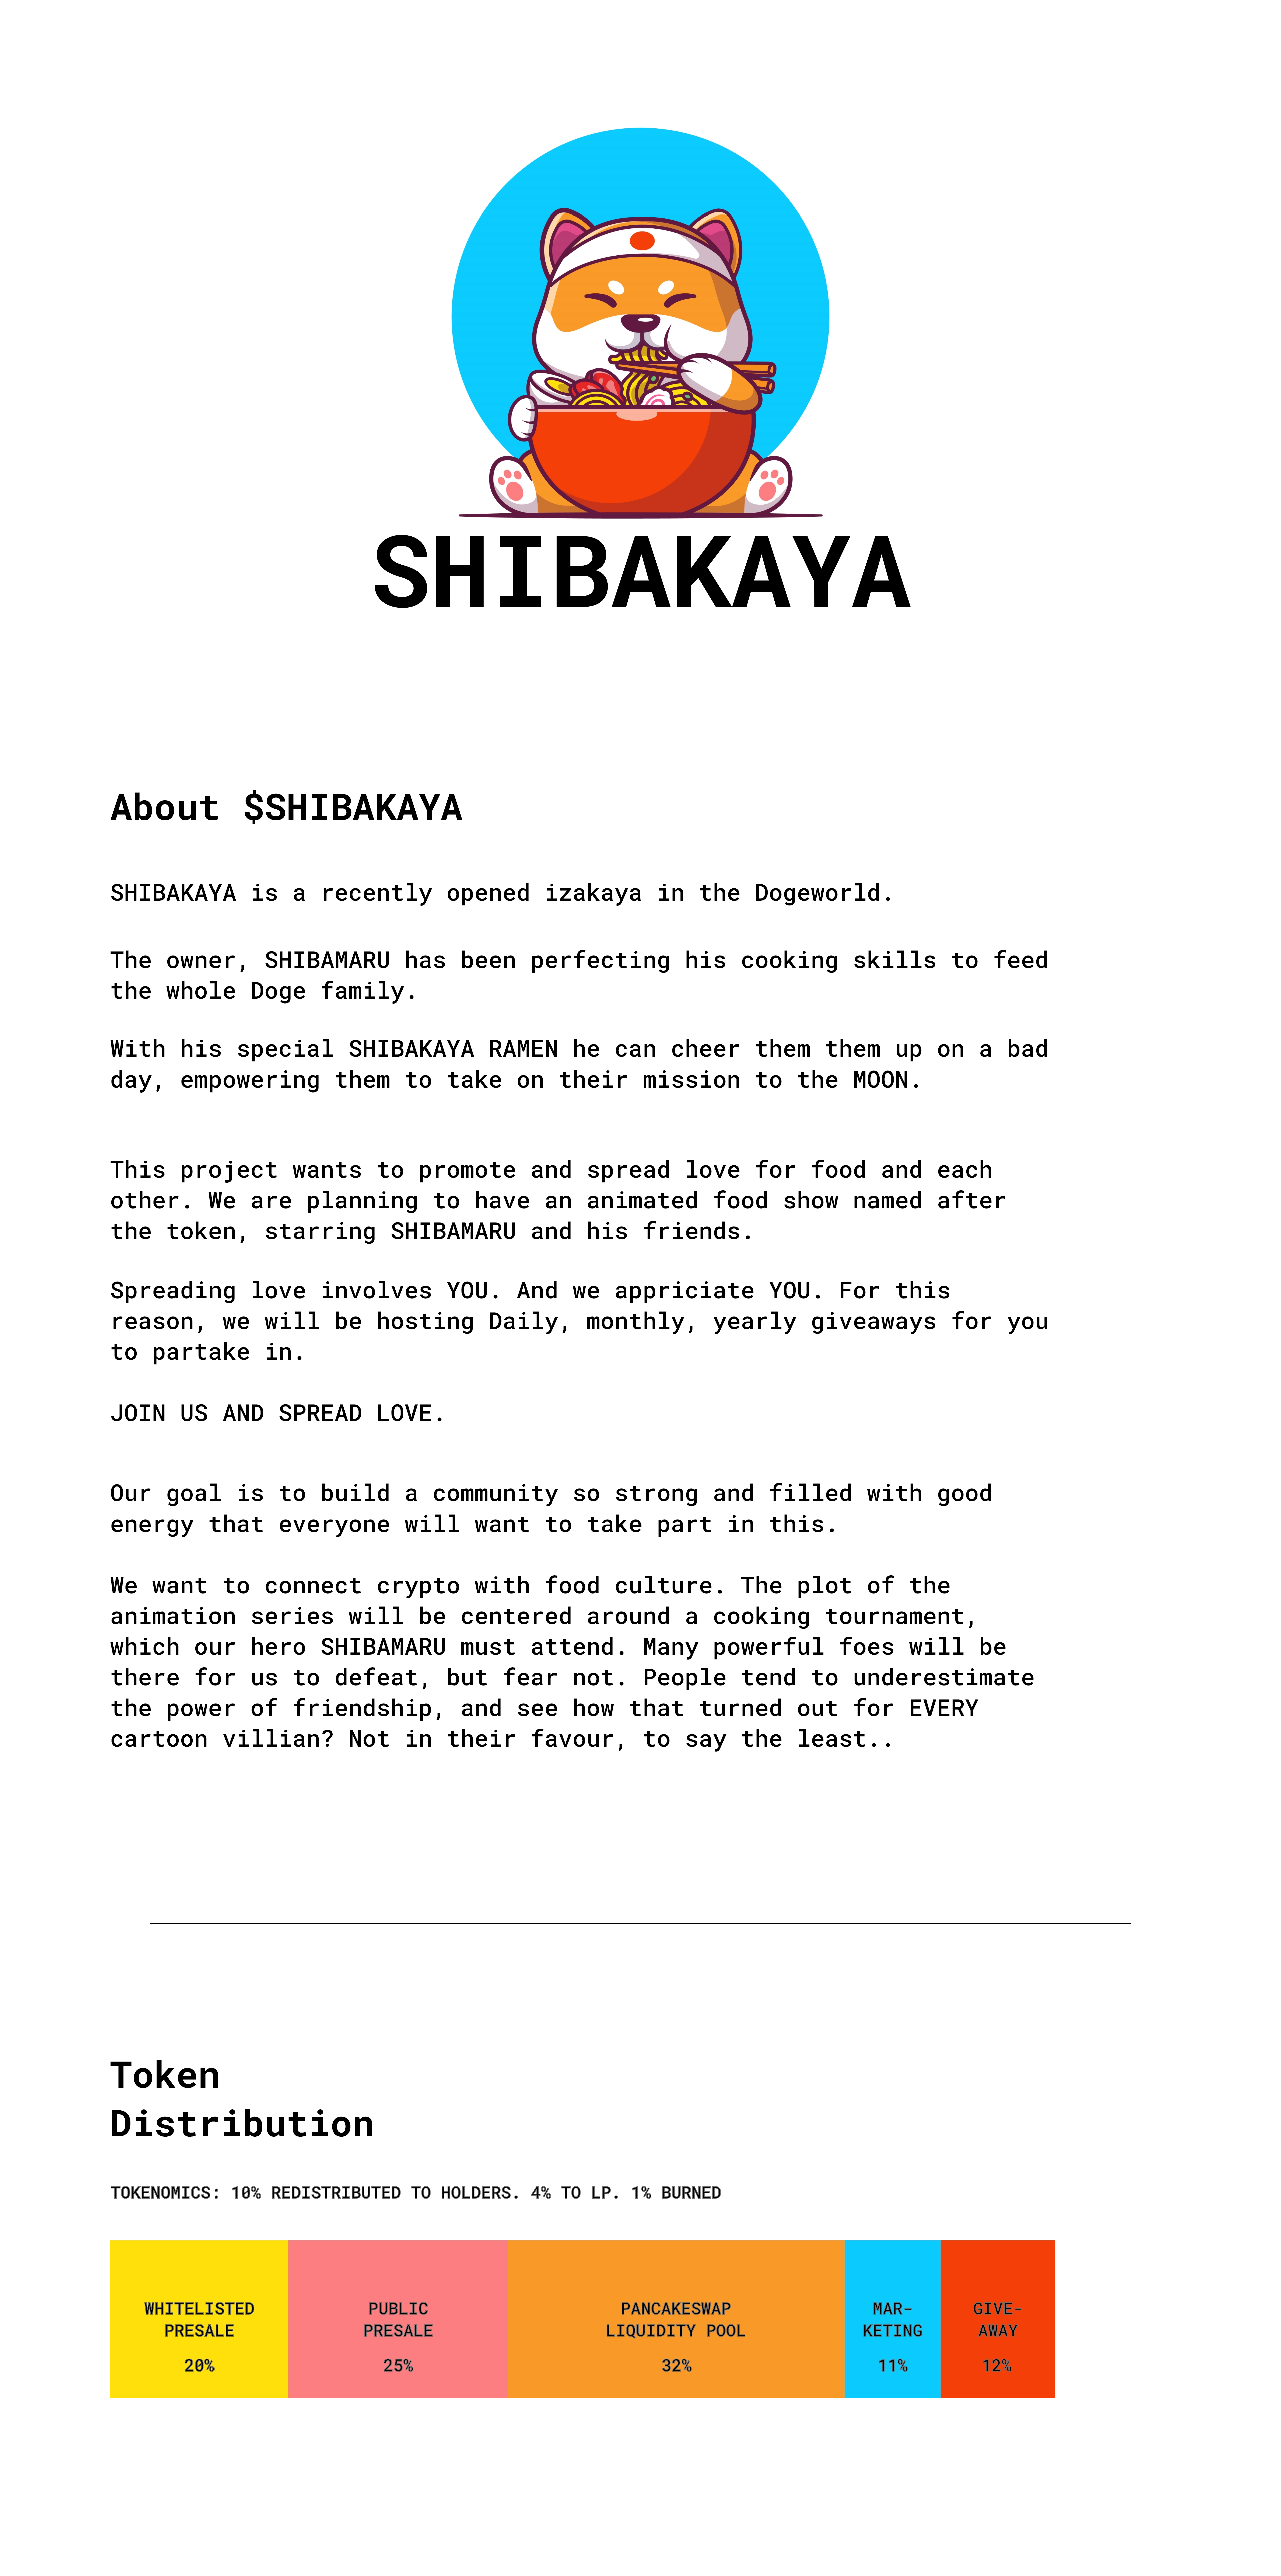 SHIBAKAYA
About $SHIBAKAYA
SHIBAKAYA is a recently opened izakaya in the Dogeworld.
The owner, SHIBAMARU has been perfecting his cooking skills to feed
the whole Doge family.
With his special SHIBAKAYA RAMEN he can cheer them them up on a bad
day, empowering them to take on their mission to the MOON.
This project wants to promote and spread love for food and each
other. We are planning to have an animated food show named after
the token, starring SHIBAMARU and his friends.
Spreading love involves YOU. And we appriciate YOU. For this
reason, we will be hosting Daily, monthly, yearly giveaways for you
to partake in.
JOIN US AND SPREAD LOVE.
Our goal is to build a community so strong and filled with good
energy that everyone will want to take part in this.
We want to connect crypto with food culture. The plot of the
animation series will be centered around a cooking tournament,
which our hero SHIBAMARU must attend. Many powerful foes will be
there for us to defeat, but fear not. People tend to underestimate
the power of friendship, and see how that turned out for EVERY
cartoon villian? Not in their favour, to say the least..
Token
Distribution
TOKENOMICS: 10% REDISTRIBUTED TO HOLDERS. 4% TO LP. 1% BURNED
WHITELISTED
PRESALE
20%
PUBLIC
PRESALE
25%
PANCAKESWAP
LIQUIDITY POOL
32%
MAR-
KETING
11%
GIVE-
AWAY
12%